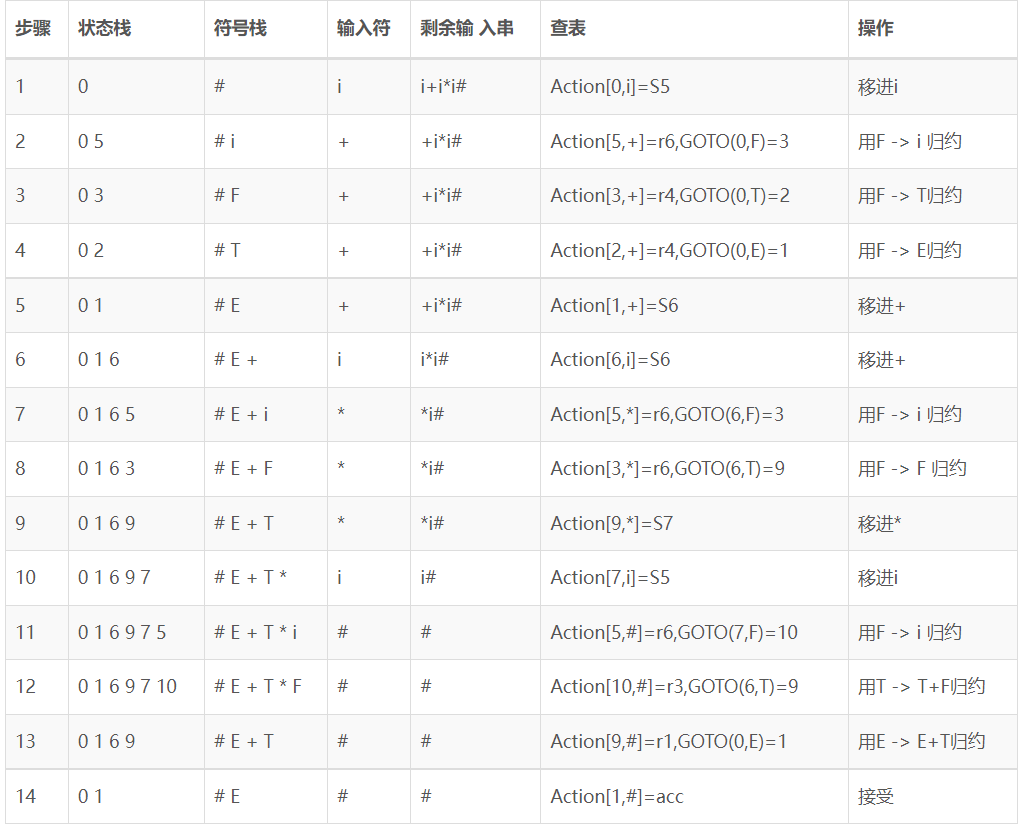 步骤 状态栈 符号栈 输入符 剩余输 入串 查表 操作
1 0 # i i+i*i# Action[0,i]=S5 移进i
2 0 5 # i + +i*i# Action[5,+]=r6,GOTO(0,F)=3 用F -> i 归约
3 0 3 # F + +i*i# Action[3,+]=r4,GOTO(0,T)=2 用F -> T归约
4 0 2 # T + +i*i# Action[2,+]=r4,GOTO(0,E)=1 用F -> E归约
5 0 1 # E + +i*i# Action[1,+]=S6 移进+
6 0 1 6 # E + i i*i# Action[6,i]=S6 移进+
7 0 1 6 5 # E + i * *i# Action[5,*]=r6,GOTO(6,F)=3 用F -> i 归约
8 0 1 6 3 # E + F * *i# Action[3,*]=r6,GOTO(6,T)=9 用F -> F 归约
9 0 1 6 9 # E + T * *i# Action[9,*]=S7 移进*
10 0 1 6 9 7 # E + T * i i# Action[7,i]=S5 移进i
11 0 1 6 9 7 5 # E + T * i # # Action[5,#]=r6,GOTO(7,F)=10 用F -> i 归约
12 0 1 6 9 7 10 # E + T * F # # Action[10,#]=r3,GOTO(6,T)=9 用T -> T+F归约
13 0 1 6 9 # E + T # # Action[9,#]=r1,GOTO(0,E)=1 用E -> E+T归约
14 0 1 # E # # Action[1,#]=acc 接受